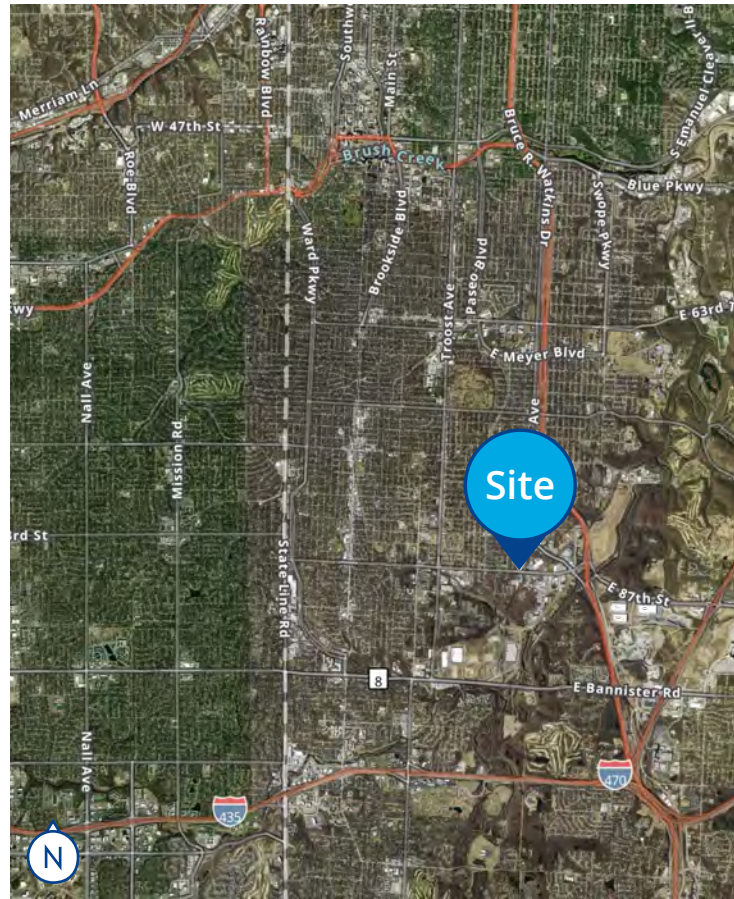 Merriam Ln
Rainbow Blvd
Southw
Main St
S Emanuel Cleaver II B
W 47th St
Roe Blvd
Brush Creek
Bruce R. Watkins Dr
Blue Pkwy
Swope Pkwy
Ward Pkwy
Brookside Blvd
Paseo Blvd
Troost Ave
kwy
E 63rd T
E Meyer Blvd
Nall Ave
Mission Rd
Ave
Site
3rd St
State Line Rd
E 87th St
8
E Bannister Rd
Nall Ave
470
435
N